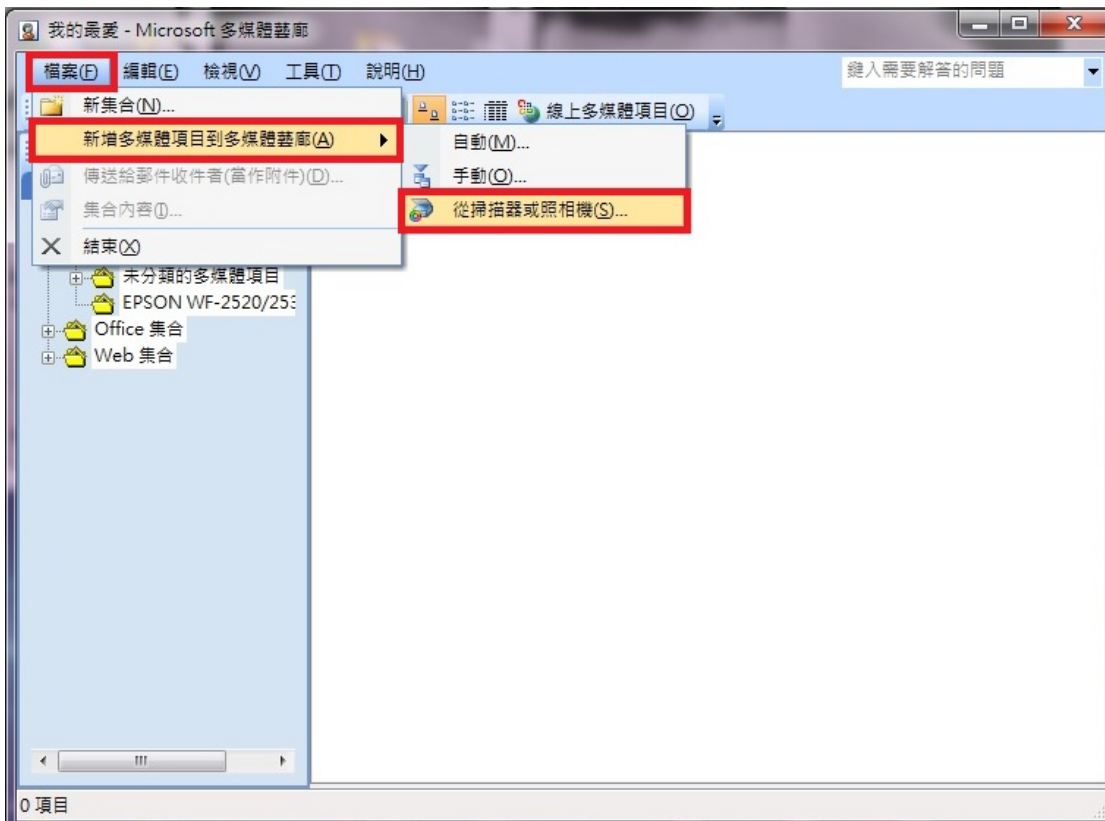 我的最愛 - Microsoft 多媒體藝廊
檔案(F) 編輯(E) 檢視(V) 工具(T) 說明(H) 鍵入需要解答的問題
新集合(N)...
線上多媒體項目(O)
新增多媒體項目到多媒體藝廊(A)
自動(M)...
傳送給郵件收件者(當作附件)(D)...
手動(O)...
集合內容(I)...
從掃描器或照相機(S)...
結束(X)
未分類的多媒體項目
EPSON WF-2520/253
Office 集合
Web 集合
0 項目